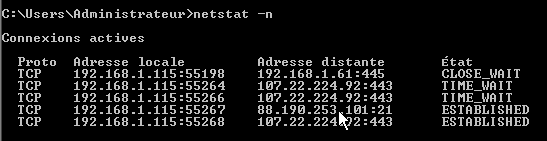 C:\Users\Administrateur>netstat -n
Connexions actives
Proto  Adresse locale         Adresse distante       État
TCP    192.168.1.115:55198    192.168.1.61:445       CLOSE_WAIT
TCP    192.168.1.115:55264    107.22.224.92:443      TIME_WAIT
TCP    192.168.1.115:55266    107.22.224.92:443      TIME_WAIT
TCP    192.168.1.115:55267    88.190.253.101:21      ESTABLISHED
TCP    192.168.1.115:55268    107.22.224.92:443      ESTABLISHED